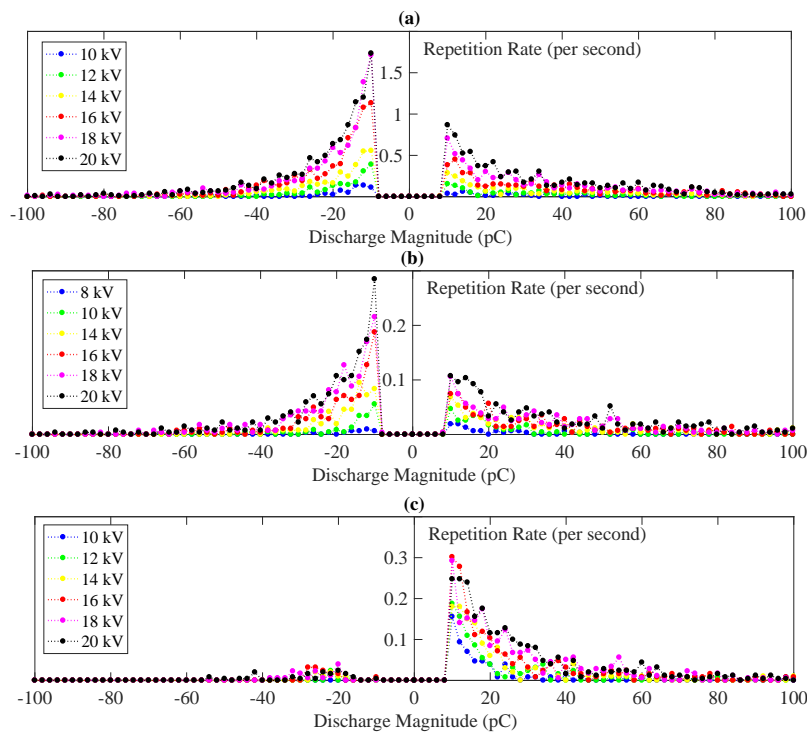 (a)
Repetition Rate (per second)
10 kV
12 kV
14 kV
16 kV
18 kV
20 kV
1.5
1
0.5
-100 -80 -60 -40 -20 0 20 40 60 80 100
Discharge Magnitude (pC)
(b)
Repetition Rate (per second)
8 kV
10 kV
14 kV
16 kV
18 kV
20 kV
0.2
0.1
-100 -80 -60 -40 -20 0 20 40 60 80 100
Discharge Magnitude (pC)
(c)
Repetition Rate (per second)
10 kV
12 kV
14 kV
16 kV
18 kV
20 kV
0.3
0.2
0.1
-100 -80 -60 -40 -20 0 20 40 60 80 100
Discharge Magnitude (pC)